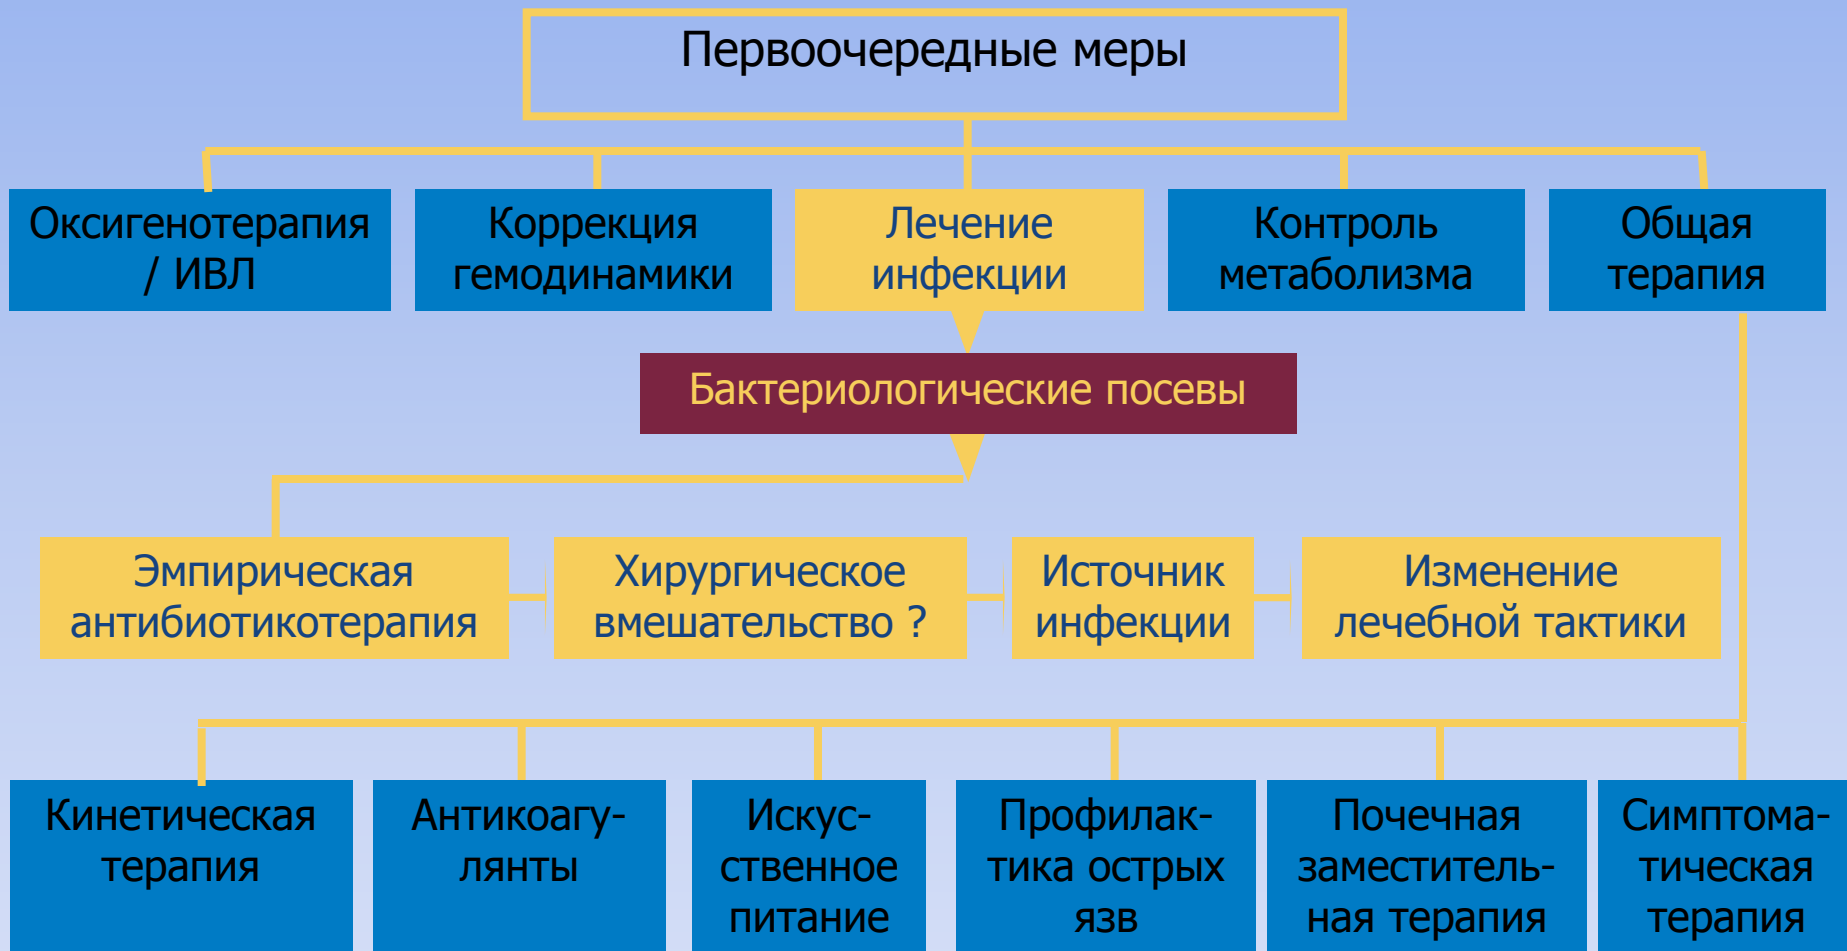 Первоочередные меры
Оксигенотерапия
/ ИВЛ
Коррекция
гемодинамики
Лечение
инфекции
Контроль
метаболизма
Общая
терапия
Бактериологические посевы
Эмпирическая
антибиотикотерапия
Хирургическое
вмешательство ?
Источник
инфекции
Изменение
лечебной тактики
Кинетическая
терапия
Антикоагу-
лянты
Искус-
ственное
питание
Профилак-
тика острых
язв
Почечная
заместитель-
ная терапия
Симптома-
тическая
терапия